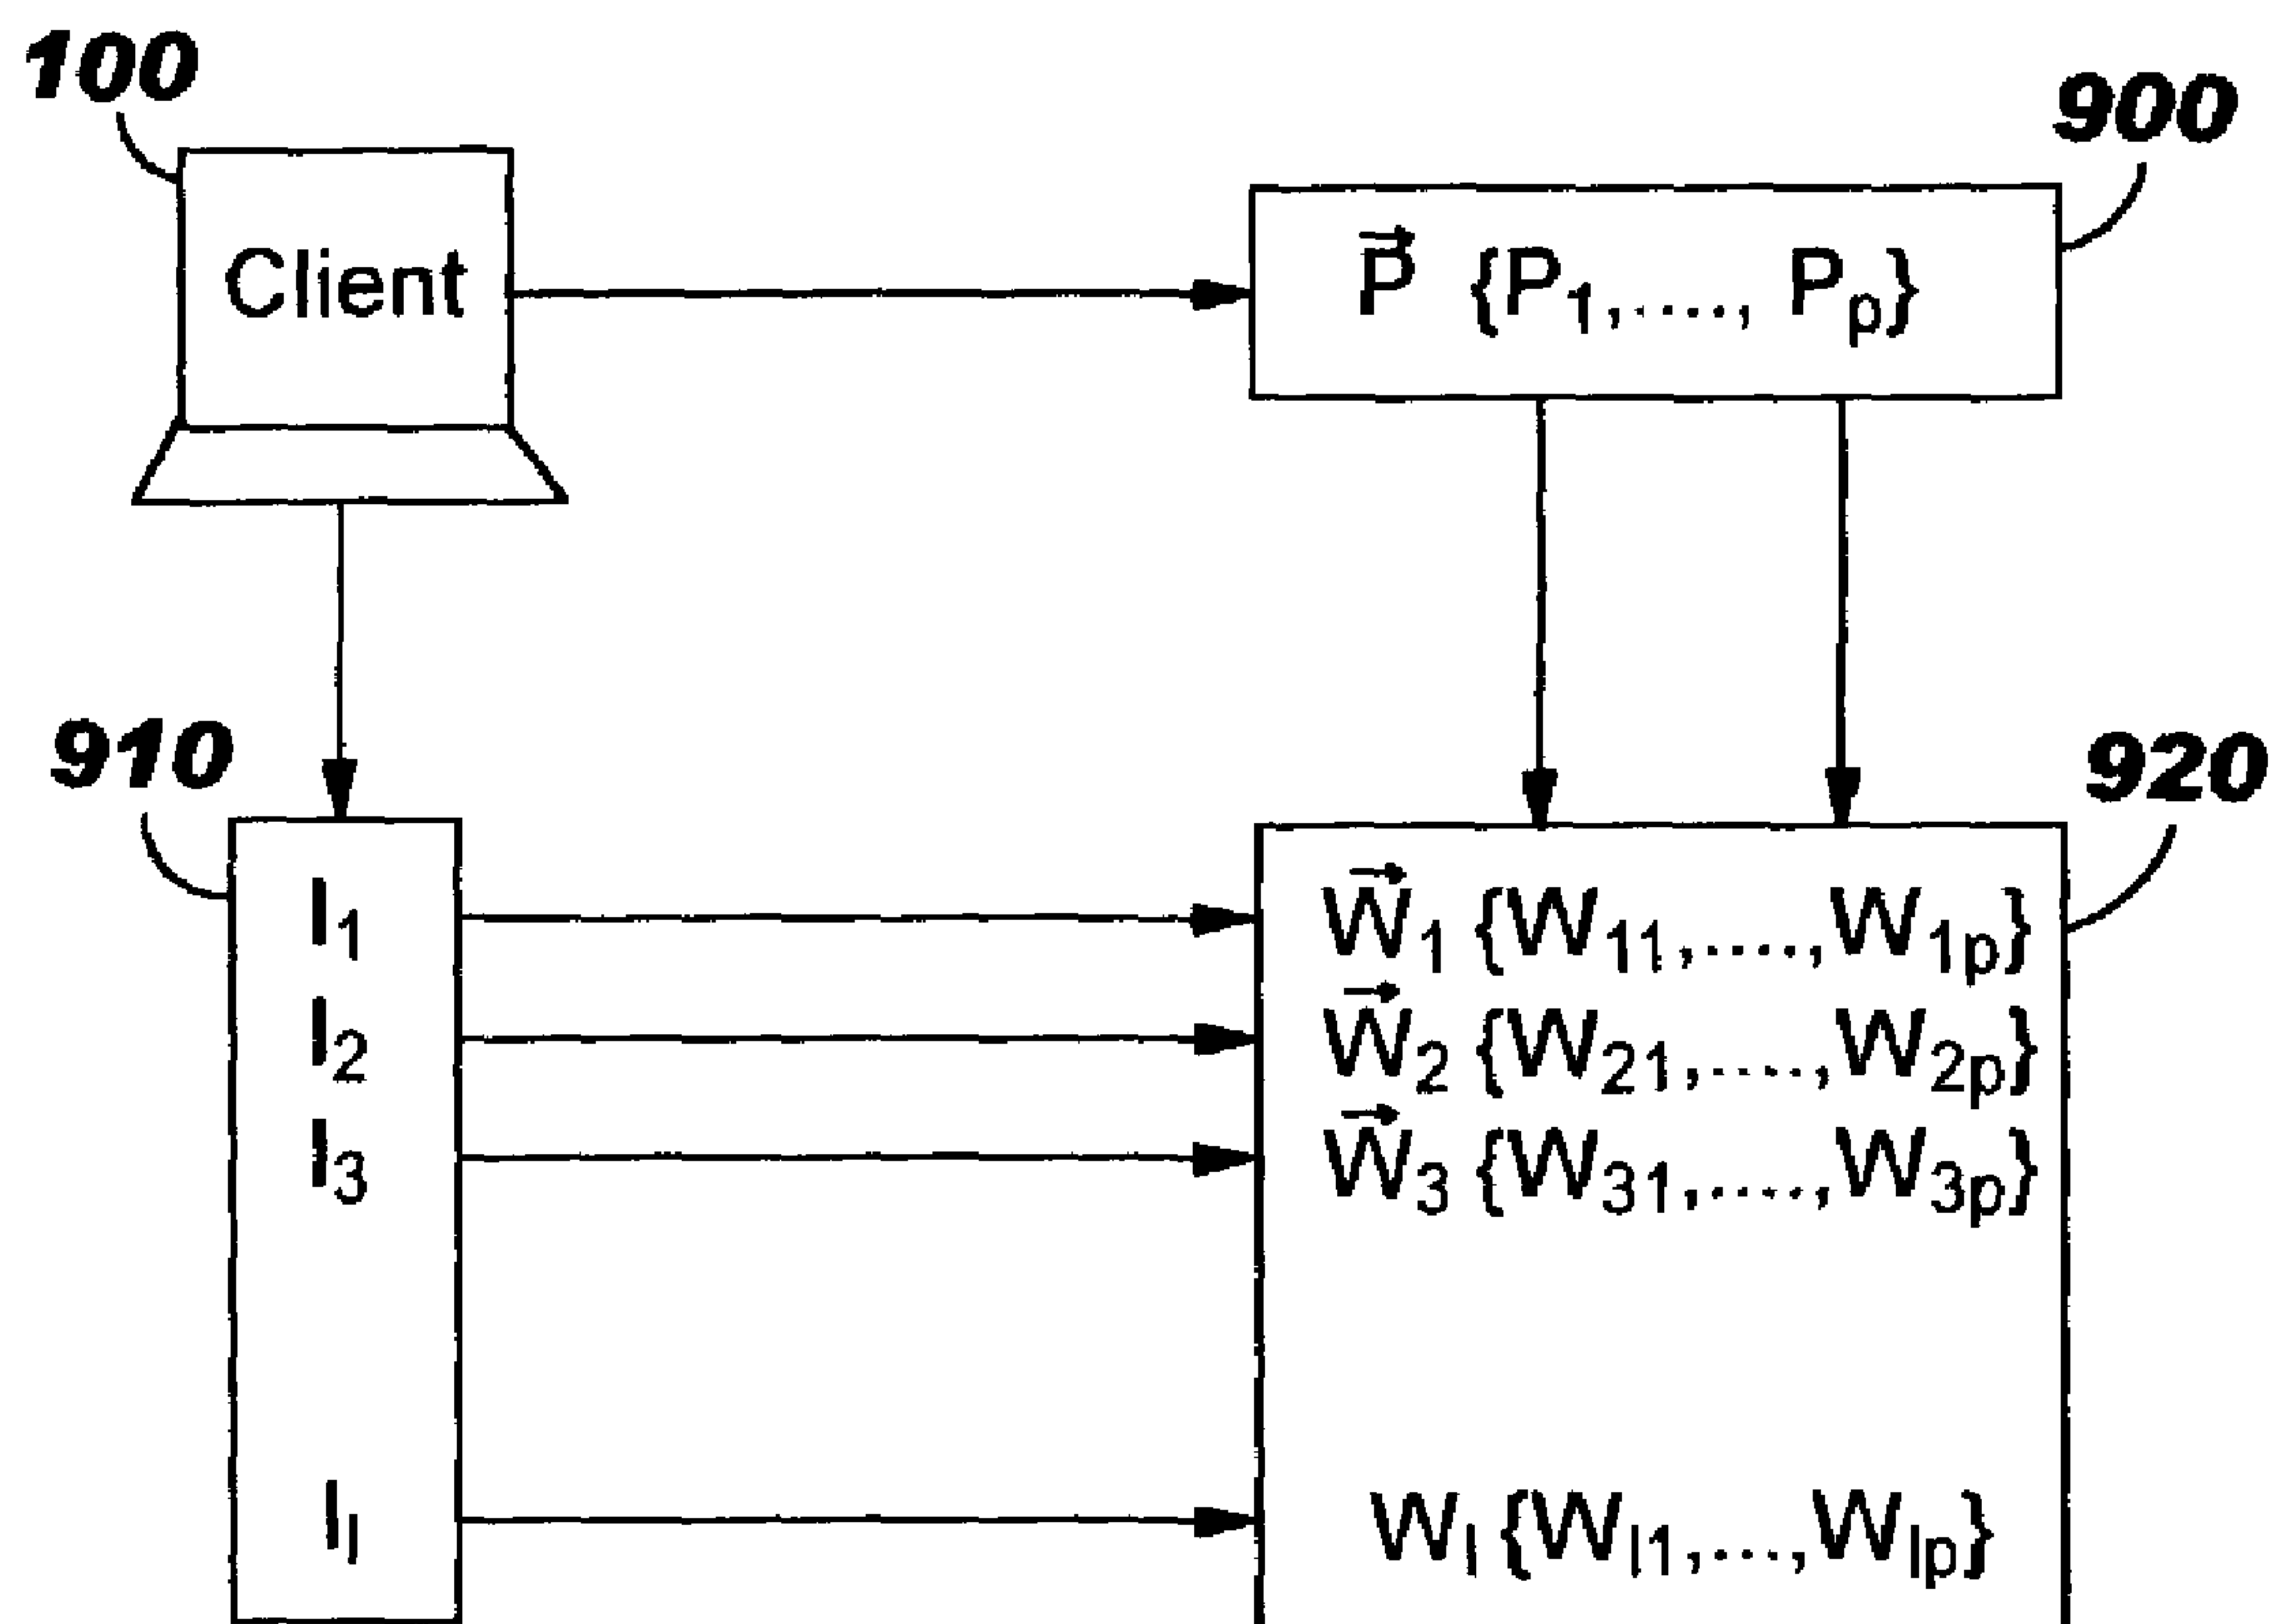 100
900
Client
P⃗ {P₁,...., Pₚ}
910
920
I₁
W⃗₁ {W₁₁,....,W₁ₚ}
I₂
W⃗₂ {W₂₁,....,W₂ₚ}
I₃
W⃗₃ {W₃₁,....,W₃ₚ}
Iₗ
Wₗ {Wₗ₁,...,Wₗₚ}